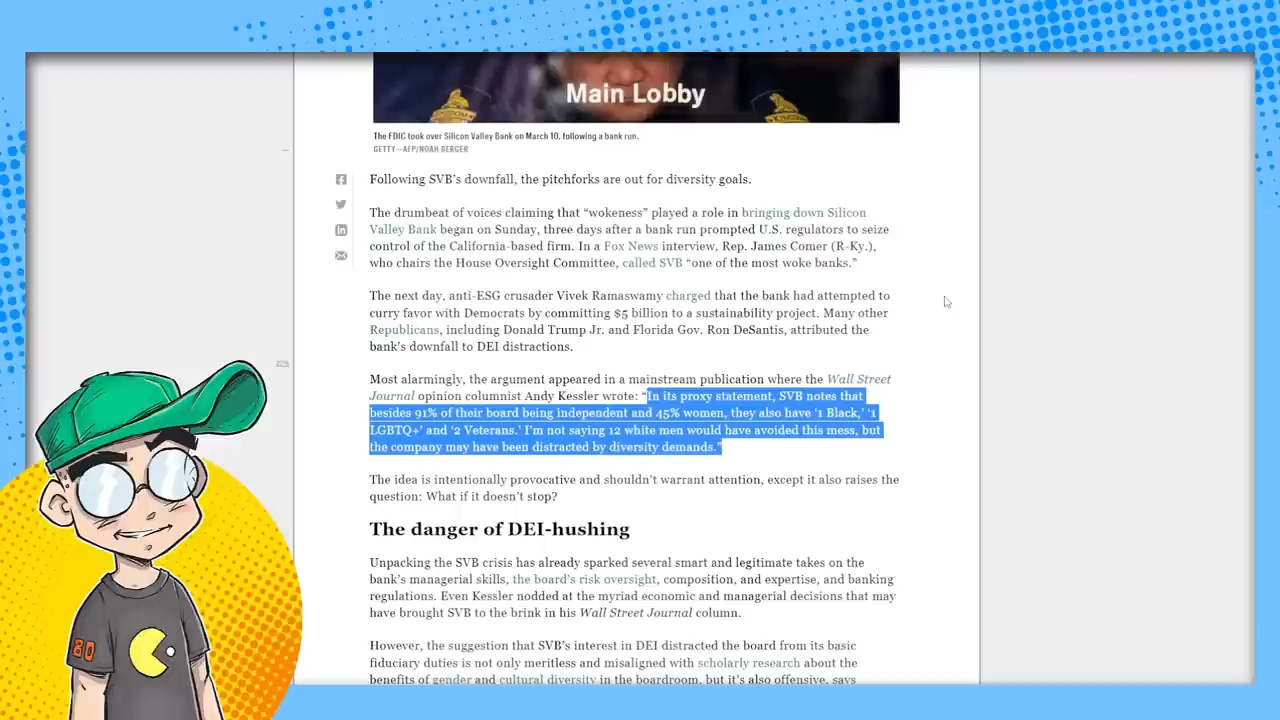 Main Lobby
The FDIC took over Silicon Valley Bank on March 10, following a bank run.
GETTY—AFP/NOAH BERGER
Following SVB's downfall, the pitchforks are out for diversity goals.
The drumbeat of voices claiming that “wokeness” played a role in bringing down Silicon
Valley Bank began on Sunday, three days after a bank run prompted U.S. regulators to seize
control of the California-based firm. In a Fox News interview, Rep. James Comer (R-Ky.),
who chairs the House Oversight Committee, called SVB “one of the most woke banks.”
The next day, anti-ESG crusader Vivek Ramaswamy charged that the bank had attempted to
curry favor with Democrats by committing $5 billion to a sustainability project. Many other
Republicans, including Donald Trump Jr. and Florida Gov. Ron DeSantis, attributed the
bank's downfall to DEI distractions.
20%
Most alarmingly, the argument appeared in a mainstream publication where the Wall Street
Journal opinion columnist Andy Kessler wrote: “In its proxy statement, SVB notes that
besides 91% of their board being independent and 45% women, they also have ‘1 Black,’ ‘1
LGBTQ+’ and ‘2 Veterans.’ I'm not saying 12 white men would have avoided this mess, but
the company may have been distracted by diversity demands.”
The idea is intentionally provocative and shouldn't warrant attention, except it also raises the
question: What if it doesn't stop?
The danger of DEI-hushing
Unpacking the SVB crisis has already sparked several smart and legitimate takes on the
bank's managerial skills, the board's risk oversight, composition, and expertise, and banking
regulations. Even Kessler nodded at the myriad economic and managerial decisions that may
have brought SVB to the brink in his Wall Street Journal column.
However, the suggestion that SVB's interest in DEI distracted the board from its basic
fiduciary duties is not only meritless and misaligned with scholarly research about the
benefits of gender and cultural diversity in the boardroom, but it's also offensive, says
80